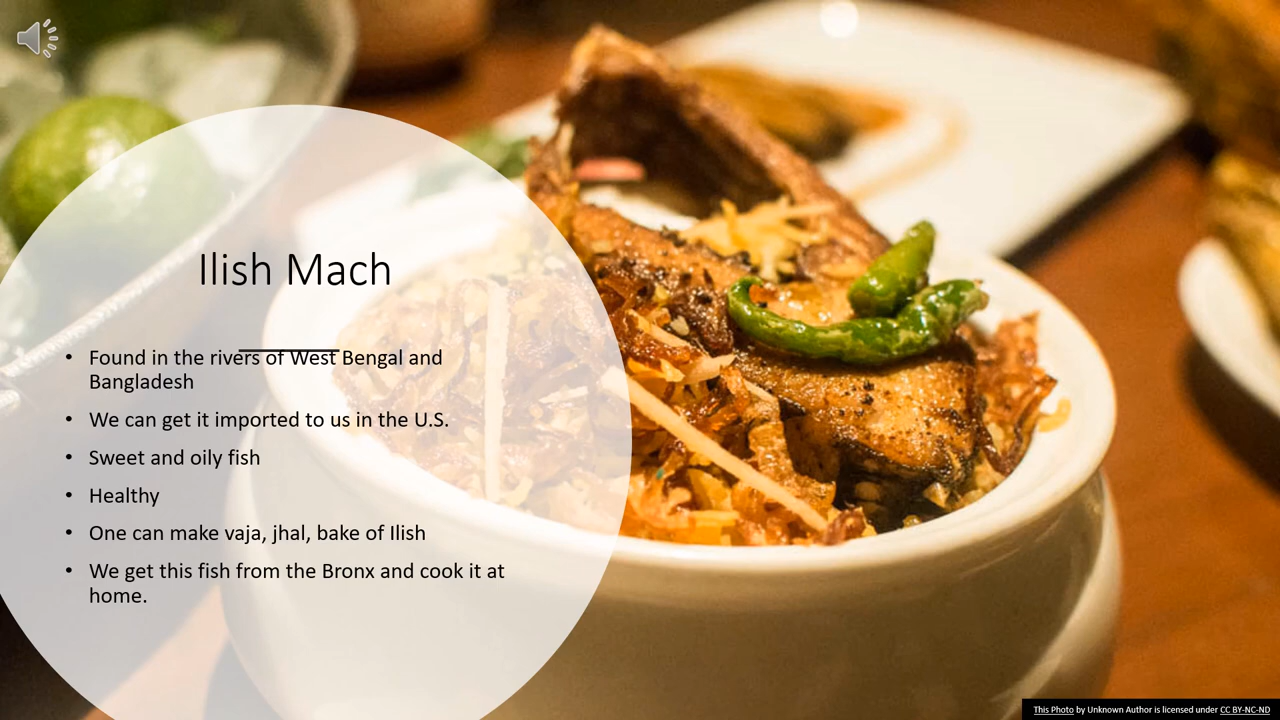 Ilish Mach
• Found in the rivers of West Bengal and
Bangladesh
• We can get it imported to us in the U.S.
• Sweet and oily fish
• Healthy
• One can make vaja, jhal, bake of Ilish
• We get this fish from the Bronx and cook it at
home.
This Photo by Unknown Author is licensed under CC BY-NC-ND